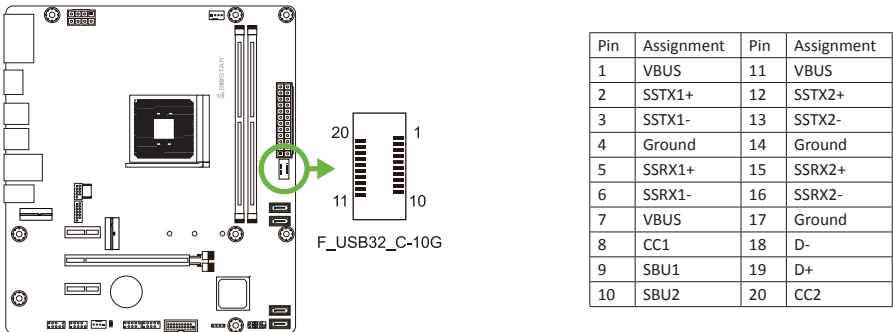 BIOSTAR
20 1
11 10
F_USB32_C-10G
Pin Assignment Pin Assignment
1 VBUS 11 VBUS
2 SSTX1+ 12 SSTX2+
3 SSTX1- 13 SSTX2-
4 Ground 14 Ground
5 SSRX1+ 15 SSRX2+
6 SSRX1- 16 SSRX2-
7 VBUS 17 Ground
8 CC1 18 D-
9 SBU1 19 D+
10 SBU2 20 CC2